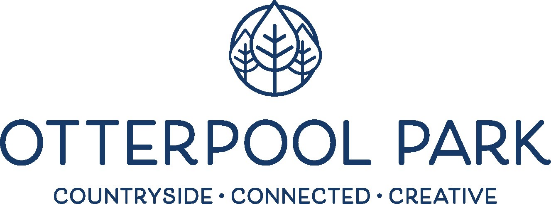 OTTERPOOL PARK
COUNTRYSIDE · CONNECTED · CREATIVE